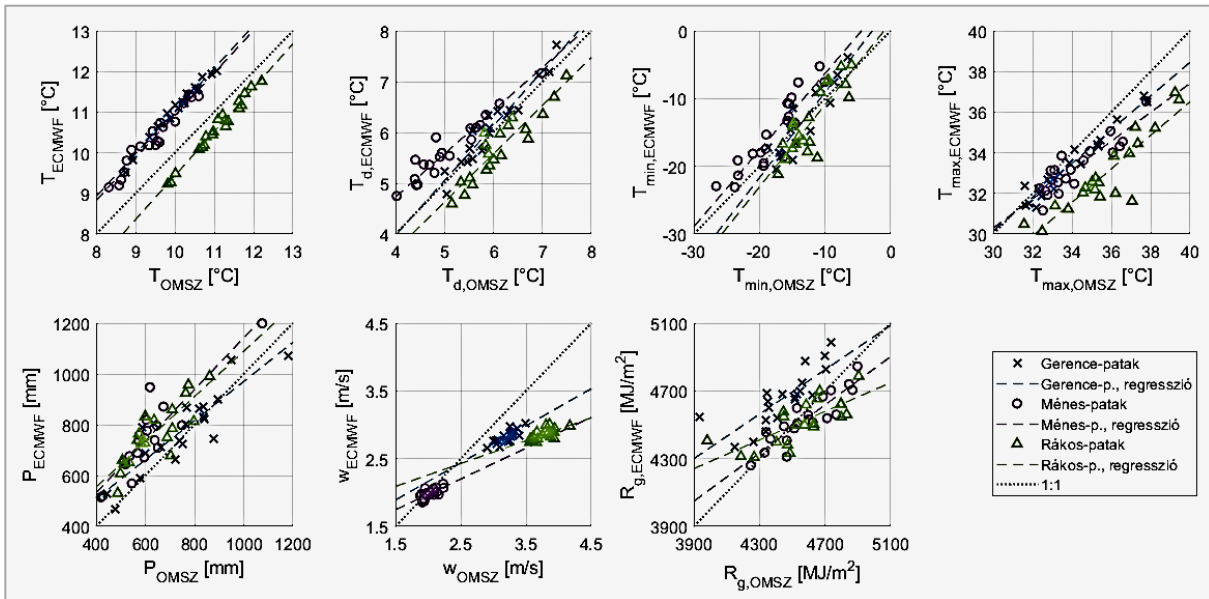 13
12
11
10
9
8
T_ECMWF [°C]
8 9 10 11 12 13
T_OMSZ [°C]
8
7
6
5
4
T_d,ECMWF [°C]
4 5 6 7 8
T_d,OMSZ [°C]
0
-10
-20
-30
T_min,ECMWF [°C]
-30 -20 -10 0
T_min,OMSZ [°C]
40
38
36
34
32
30
T_max,ECMWF [°C]
30 32 34 36 38 40
T_max,OMSZ [°C]
1200
1000
800
600
400
P_ECMWF [mm]
400 600 800 1000 1200
P_OMSZ [mm]
4.5
3.5
2.5
1.5
w_ECMWF [m/s]
1.5 2.5 3.5 4.5
w_OMSZ [m/s]
5100
4700
4300
3900
R_g,ECMWF [MJ/m²]
3900 4300 4700 5100
R_g,OMSZ [MJ/m²]
Gerence-patak
Gerence-p., regresszió
Ménes-patak
Ménes-p., regresszió
Rákos-patak
Rákos-p., regresszió
1:1